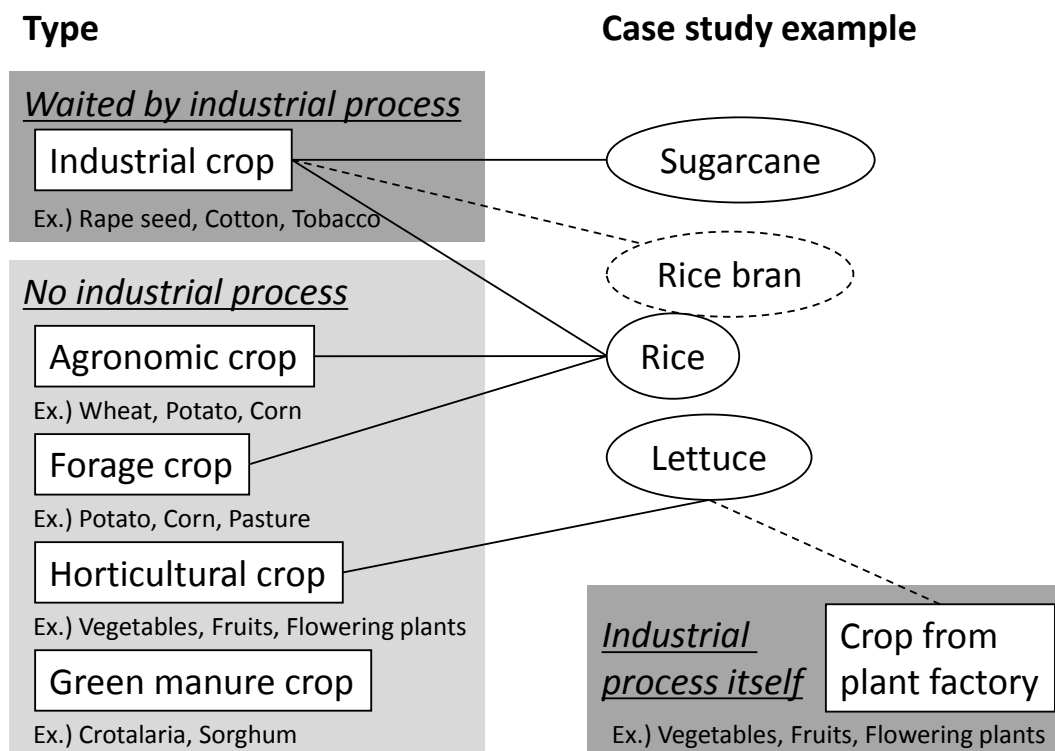 Type
Case study example
Waited by industrial process
Industrial crop
Ex.) Rape seed, Cotton, Tobacco
Sugarcane
Rice bran
No industrial process
Agronomic crop
Rice
Ex.) Wheat, Potato, Corn
Forage crop
Lettuce
Ex.) Potato, Corn, Pasture
Horticultural crop
Ex.) Vegetables, Fruits, Flowering plants
Green manure crop
Ex.) Crotalaria, Sorghum
Industrial
process itself
Crop from
plant factory
Ex.) Vegetables, Fruits, Flowering plants